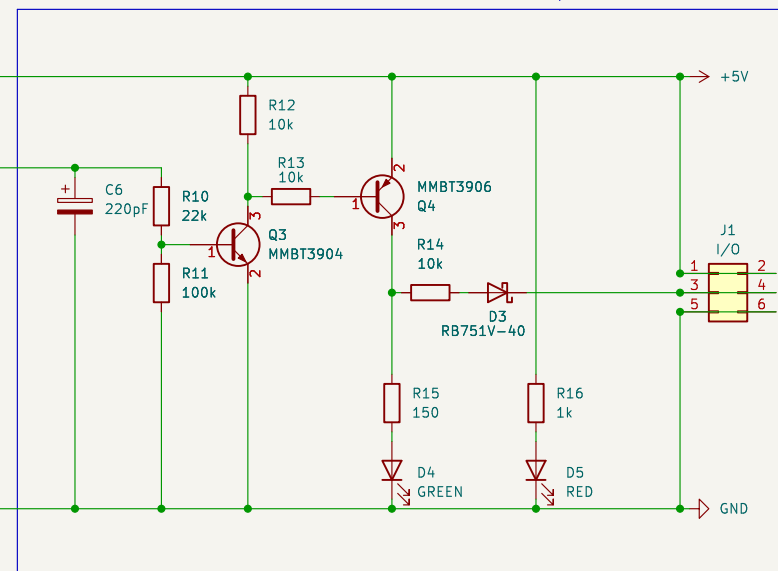 +5V
R12
10k
R13
10k
2
1
3
MMBT3906
Q4
+
C6
220pF
R10
22k
3
1
2
Q3
MMBT3904
R11
100k
R14
10k
D3
RB751V-40
J1
I/O
1 2
3 4
5 6
R15
150
R16
1k
D4
GREEN
D5
RED
GND